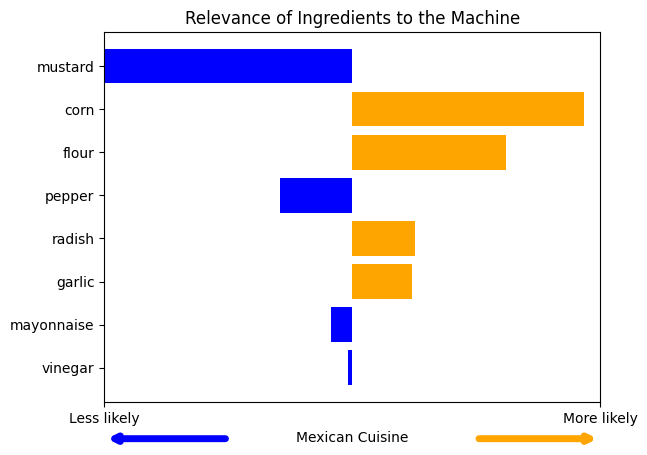 Relevance of Ingredients to the Machine
mustard
corn
flour
pepper
radish
garlic
mayonnaise
vinegar
Less likely
More likely
Mexican Cuisine